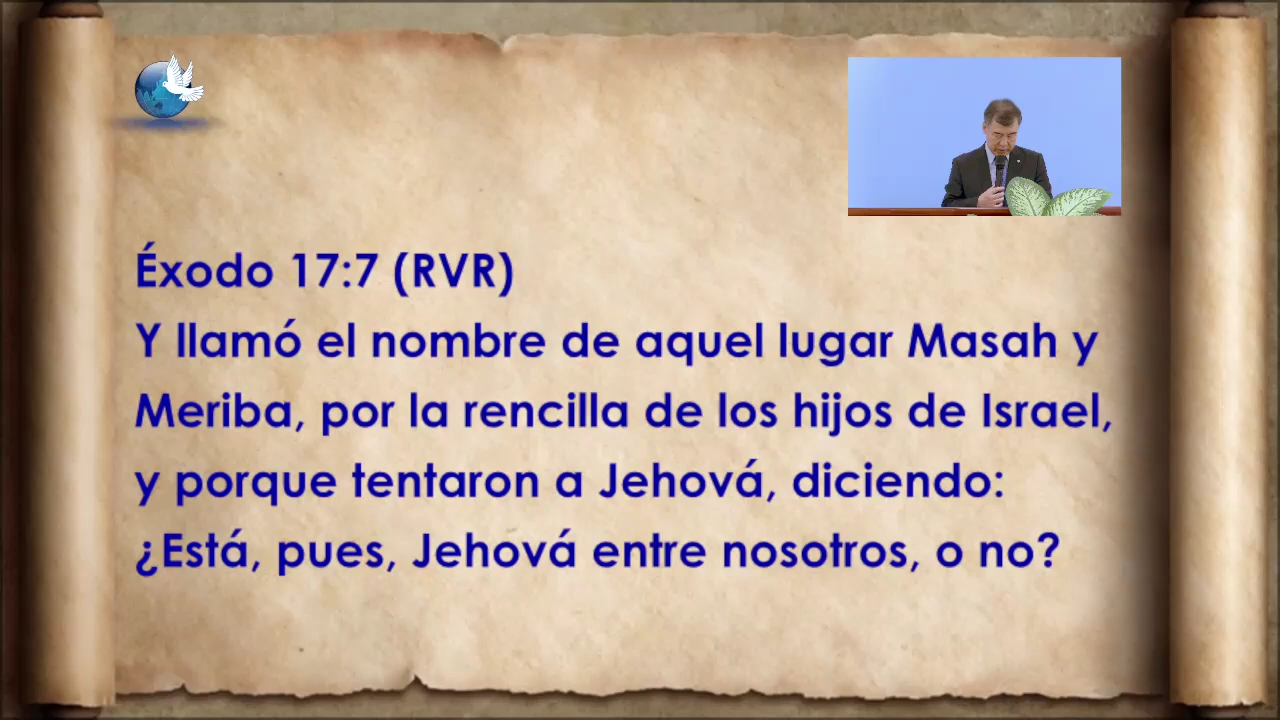 Éxodo 17:7 (RVR)
Y llamó el nombre de aquel lugar Masah y
Meriba, por la rencilla de los hijos de Israel,
y porque tentaron a Jehová, diciendo:
¿Está, pues, Jehová entre nosotros, o no?